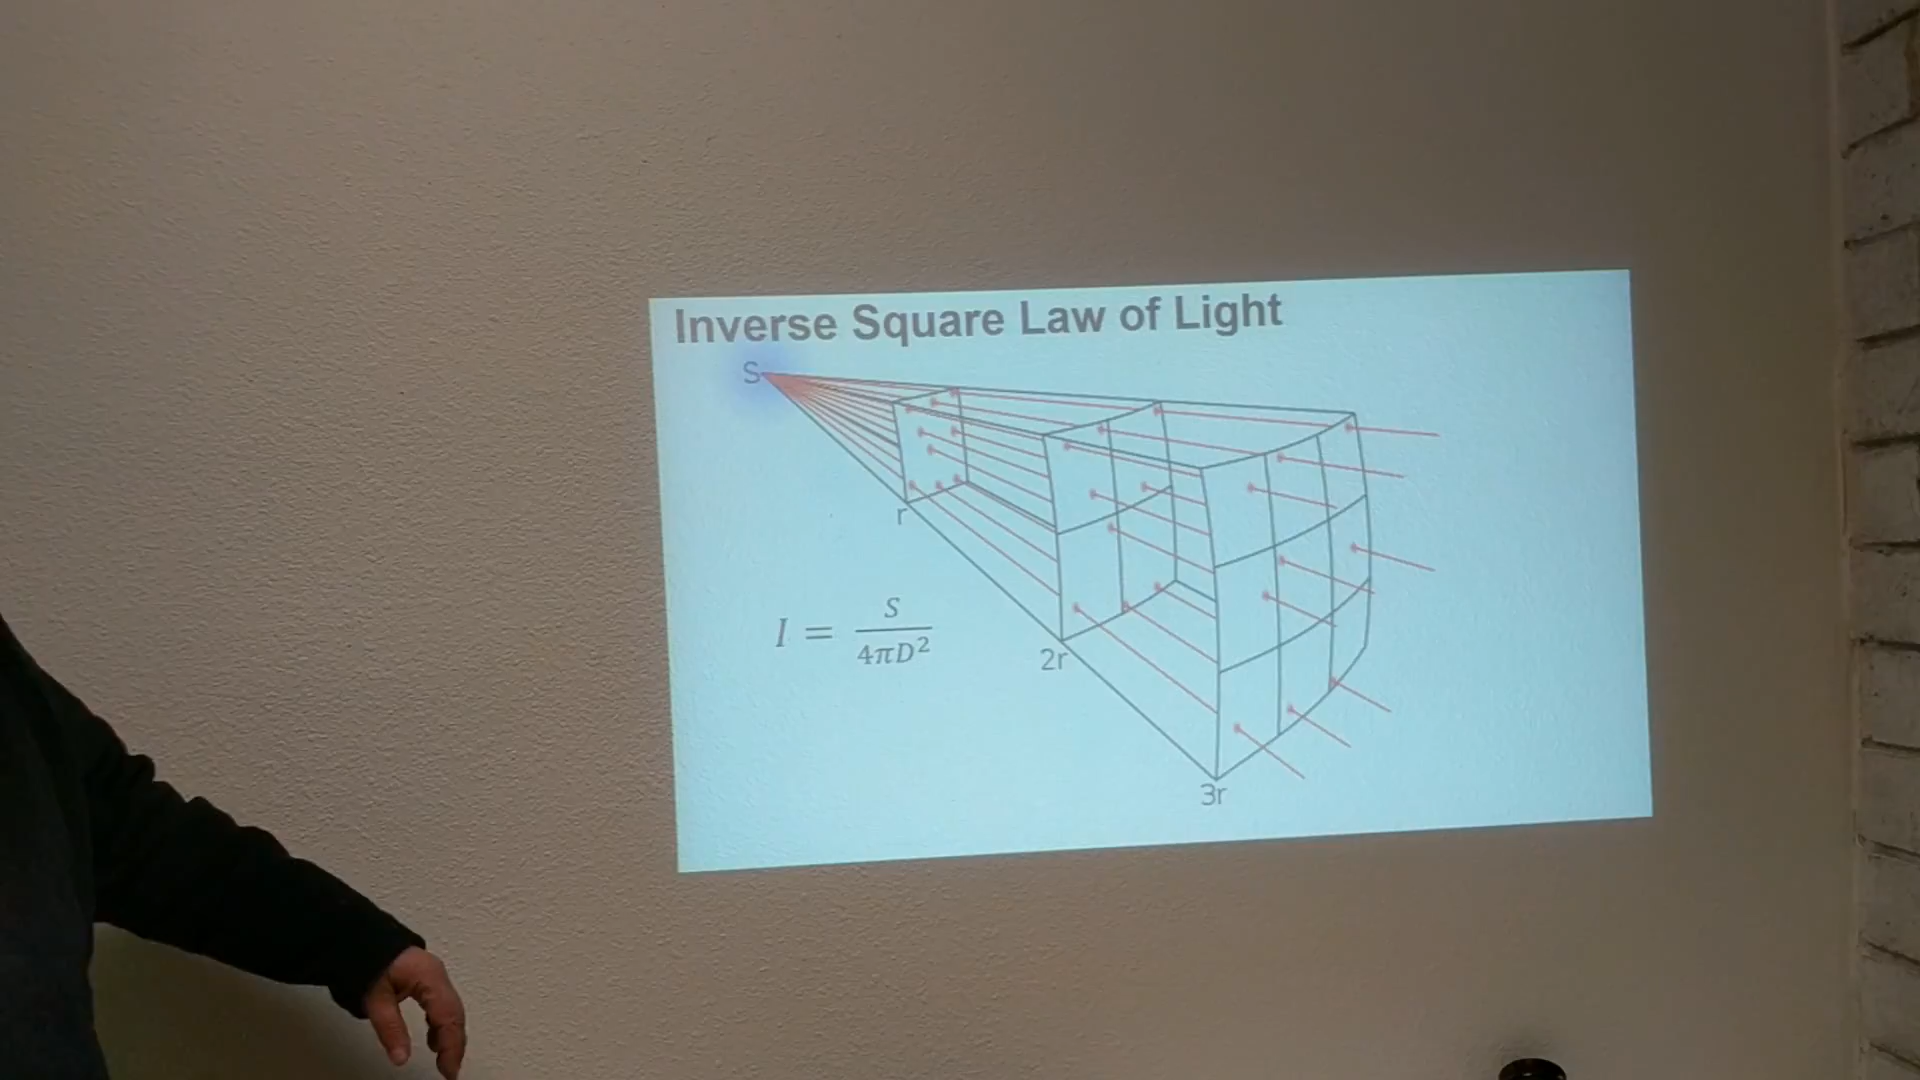 Inverse Square Law of Light
S
r
I = S / 4πD²
2r
3r